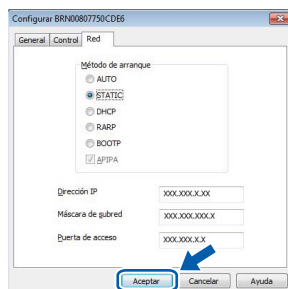 Configurar BRN00807750CDE6
General Control Red
Método de arranque
AUTO
STATIC
DHCP
RARP
BOOTP
APIPA
Dirección IP XXX.XXX.X.XX
Máscara de subred XXX.XXX.XXX.X
Puerta de acceso XXX.XXX.X.X
Aceptar Cancelar Ayuda